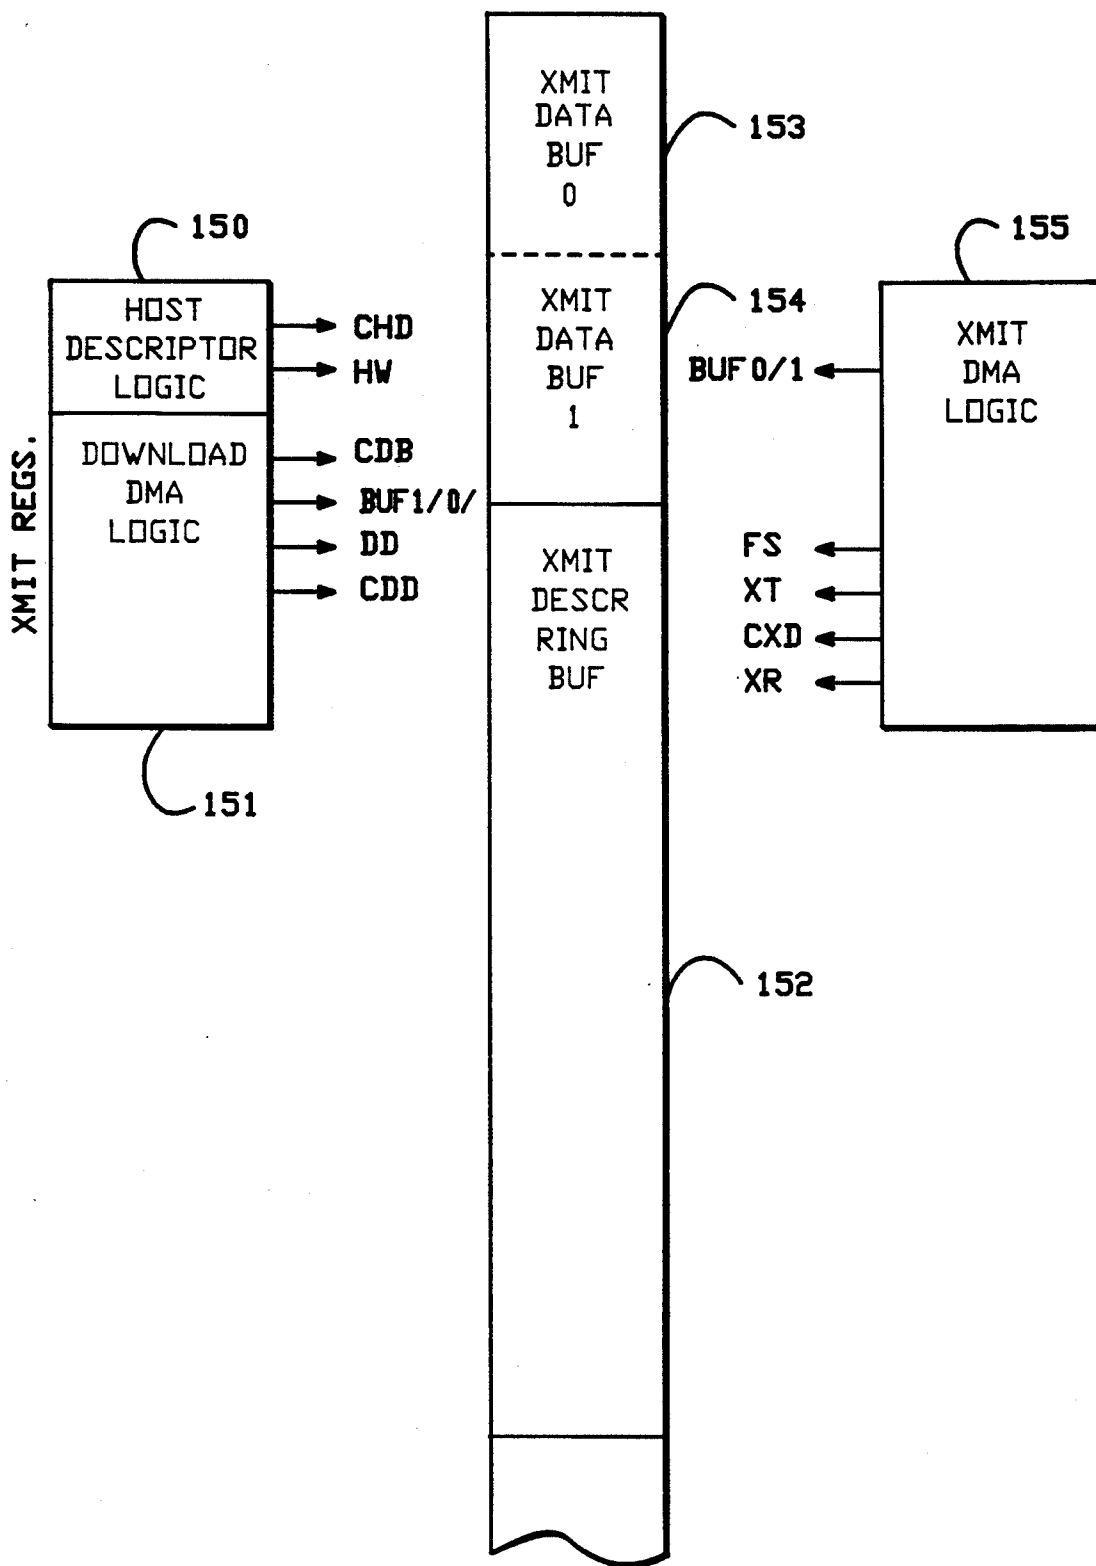 XMIT
DATA
BUF
0
153
150
155
HOST
DESCRIPTOR
LOGIC
CHD
HW
XMIT
DATA
BUF
1
154
BUF0/1
XMIT
DMA
LOGIC
XMIT REGS.
DOWNLOAD
DMA
LOGIC
CDB
BUF1/0/
DD
CDD
XMIT
DESCR
RING
BUF
FS
XT
CXD
XR
151
152